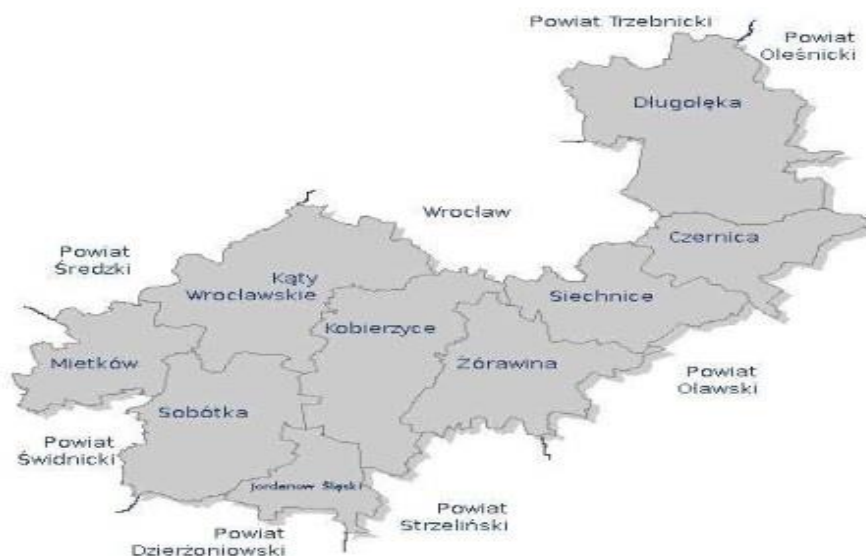 Powiat Trzebnicki
Powiat
Oleśnicki
Długołęka
Wrocław
Czernica
Powiat
Średzki
Kąty
Wrocławskie
Siechnice
Kobierzyce
Mietków
Żórawina
Powiat
Oławski
Sobótka
Powiat
Świdnicki
Jordanow Śląski
Powiat
Strzeliński
Powiat
Dzierżoniowski